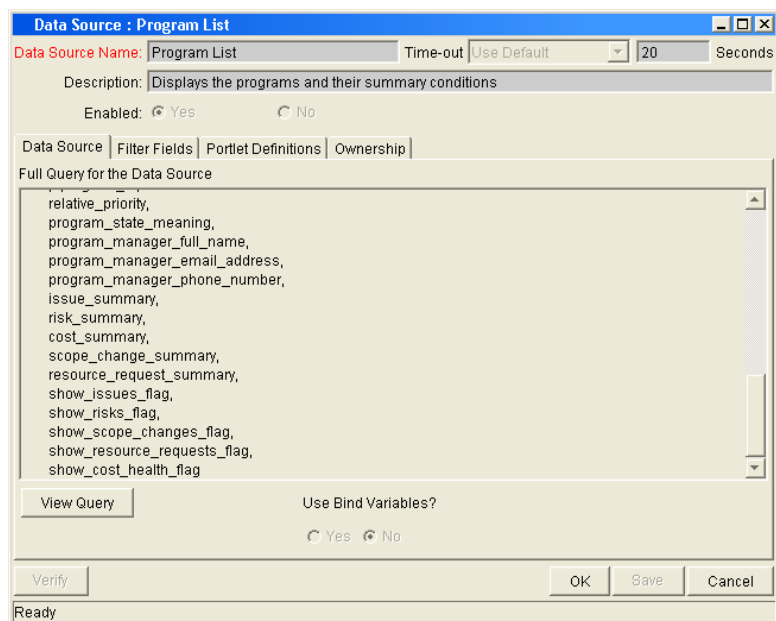 Data Source : Program List
Data Source Name: Program List Time-out Use Default 20 Seconds
Description: Displays the programs and their summary conditions
Enabled: Yes No
Data Source Filter Fields Portlet Definitions Ownership
Full Query for the Data Source
relative_priority,
program_state_meaning,
program_manager_full_name,
program_manager_email_address,
program_manager_phone_number,
issue_summary,
risk_summary,
cost_summary,
scope_change_summary,
resource_request_summary,
show_issues_flag,
show_risks_flag,
show_scope_changes_flag,
show_resource_requests_flag,
show_cost_health_flag
View Query Use Bind Variables?
Yes No
Verify OK Save Cancel
Ready